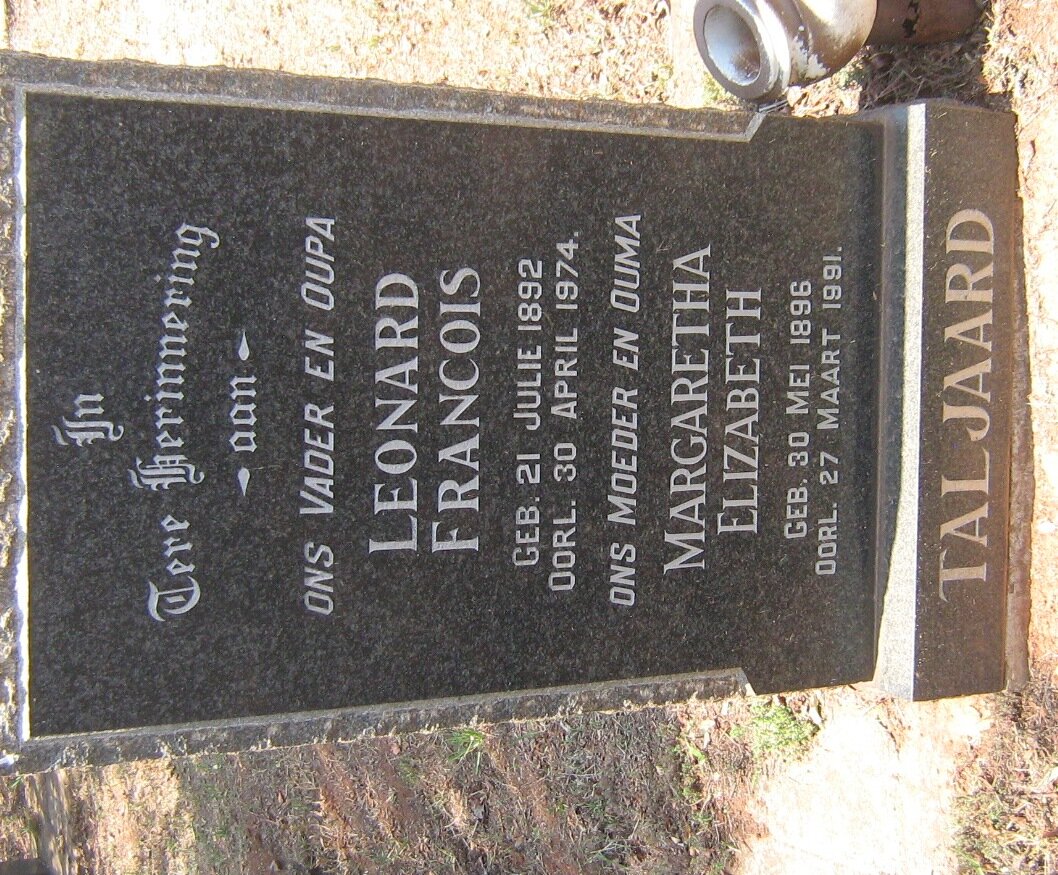 In
Tere Herinnering
aan
ONS VADER EN OUPA
LEONARD
FRANCOIS
GEB. 21 JULIE 1892
OORL. 30 APRIL 1974.
ONS MOEDER EN OUMA
MARGARETHA
ELIZABETH
GEB. 30 MEI 1896
OORL. 27 MAART 1991.
TALJAARD